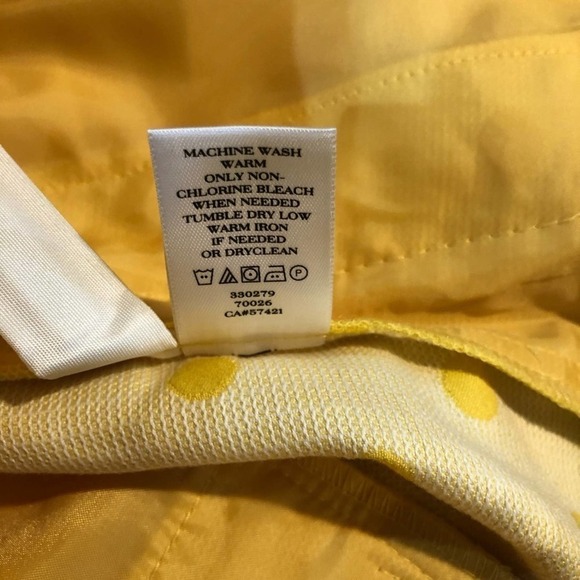 MACHINE WASH
WARM
ONLY NON-
CHLORINE BLEACH
WHEN NEEDED
TUMBLE DRY LOW
WARM IRON
IF NEEDED
OR DRYCLEAN
P
330279
70026
CA#57421